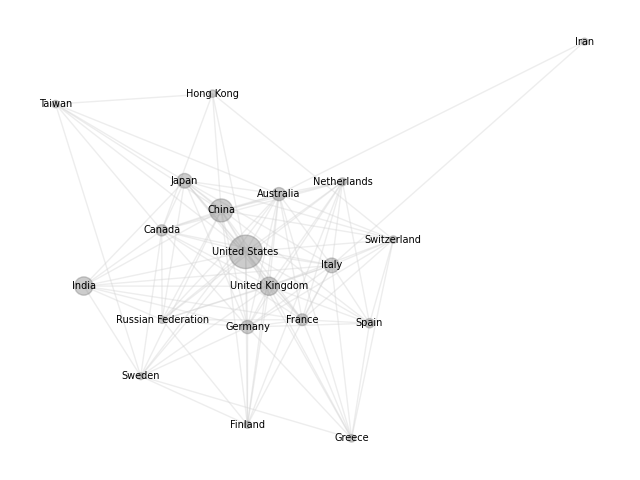 Iran
Hong Kong
Taiwan
Japan
Netherlands
Australia
China
Canada
Switzerland
United States
Italy
India
United Kingdom
Russian Federation
France
Spain
Germany
Sweden
Finland
Greece